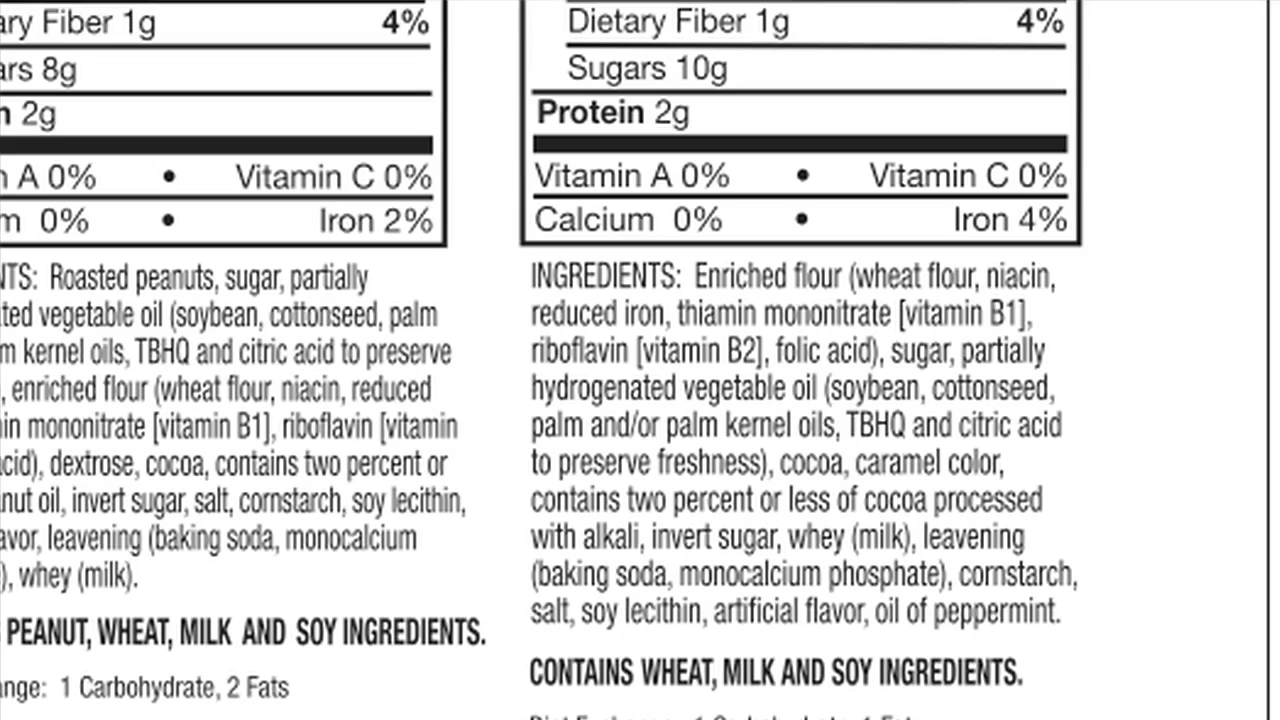 ary Fiber 1g 4%
ars 8g
n 2g
n A 0% • Vitamin C 0%
m 0% • Iron 2%
NTS: Roasted peanuts, sugar, partially
ted vegetable oil (soybean, cottonseed, palm
m kernel oils, TBHQ and citric acid to preserve
, enriched flour (wheat flour, niacin, reduced
in mononitrate [vitamin B1], riboflavin [vitamin
acid), dextrose, cocoa, contains two percent or
nut oil, invert sugar, salt, cornstarch, soy lecithin,
avor, leavening (baking soda, monocalcium
), whey (milk).
PEANUT, WHEAT, MILK AND SOY INGREDIENTS.
ange: 1 Carbohydrate, 2 Fats
Dietary Fiber 1g 4%
Sugars 10g
Protein 2g
Vitamin A 0% • Vitamin C 0%
Calcium 0% • Iron 4%
INGREDIENTS: Enriched flour (wheat flour, niacin,
reduced iron, thiamin mononitrate [vitamin B1],
riboflavin [vitamin B2], folic acid), sugar, partially
hydrogenated vegetable oil (soybean, cottonseed,
palm and/or palm kernel oils, TBHQ and citric acid
to preserve freshness), cocoa, caramel color,
contains two percent or less of cocoa processed
with alkali, invert sugar, whey (milk), leavening
(baking soda, monocalcium phosphate), cornstarch,
salt, soy lecithin, artificial flavor, oil of peppermint.
CONTAINS WHEAT, MILK AND SOY INGREDIENTS.